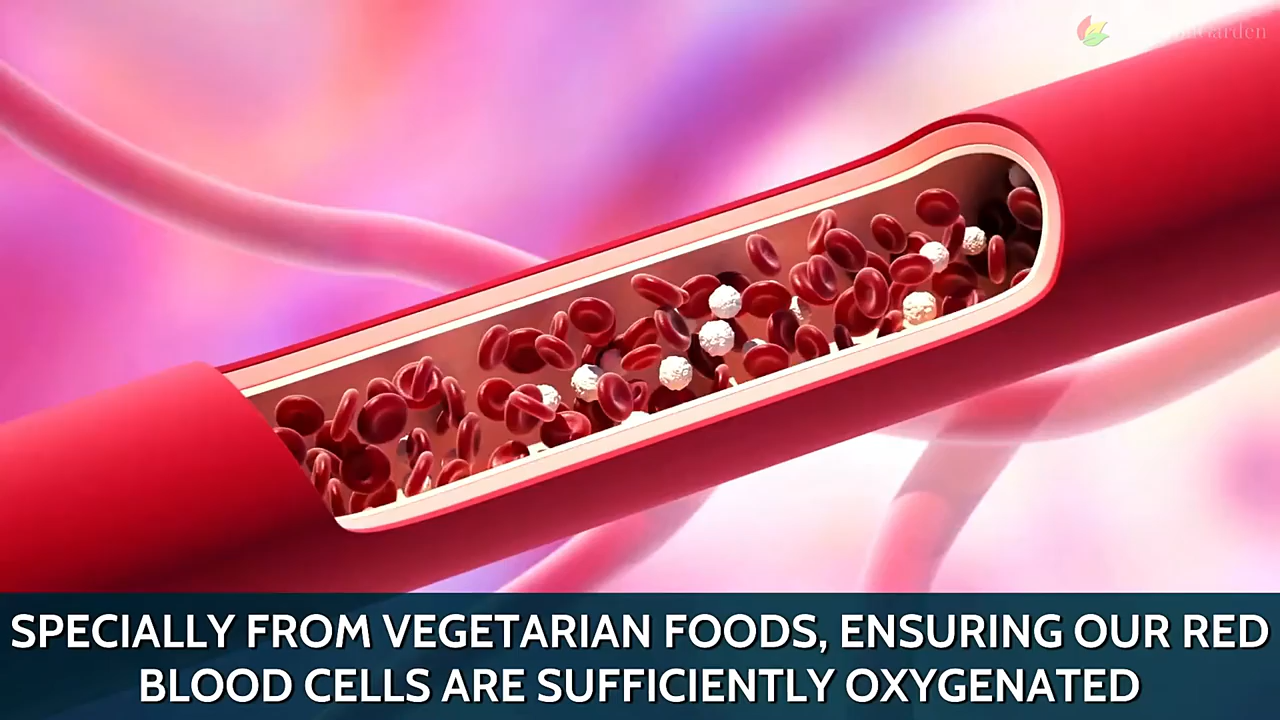 SPECIALLY FROM VEGETARIAN FOODS, ENSURING OUR RED
BLOOD CELLS ARE SUFFICIENTLY OXYGENATED